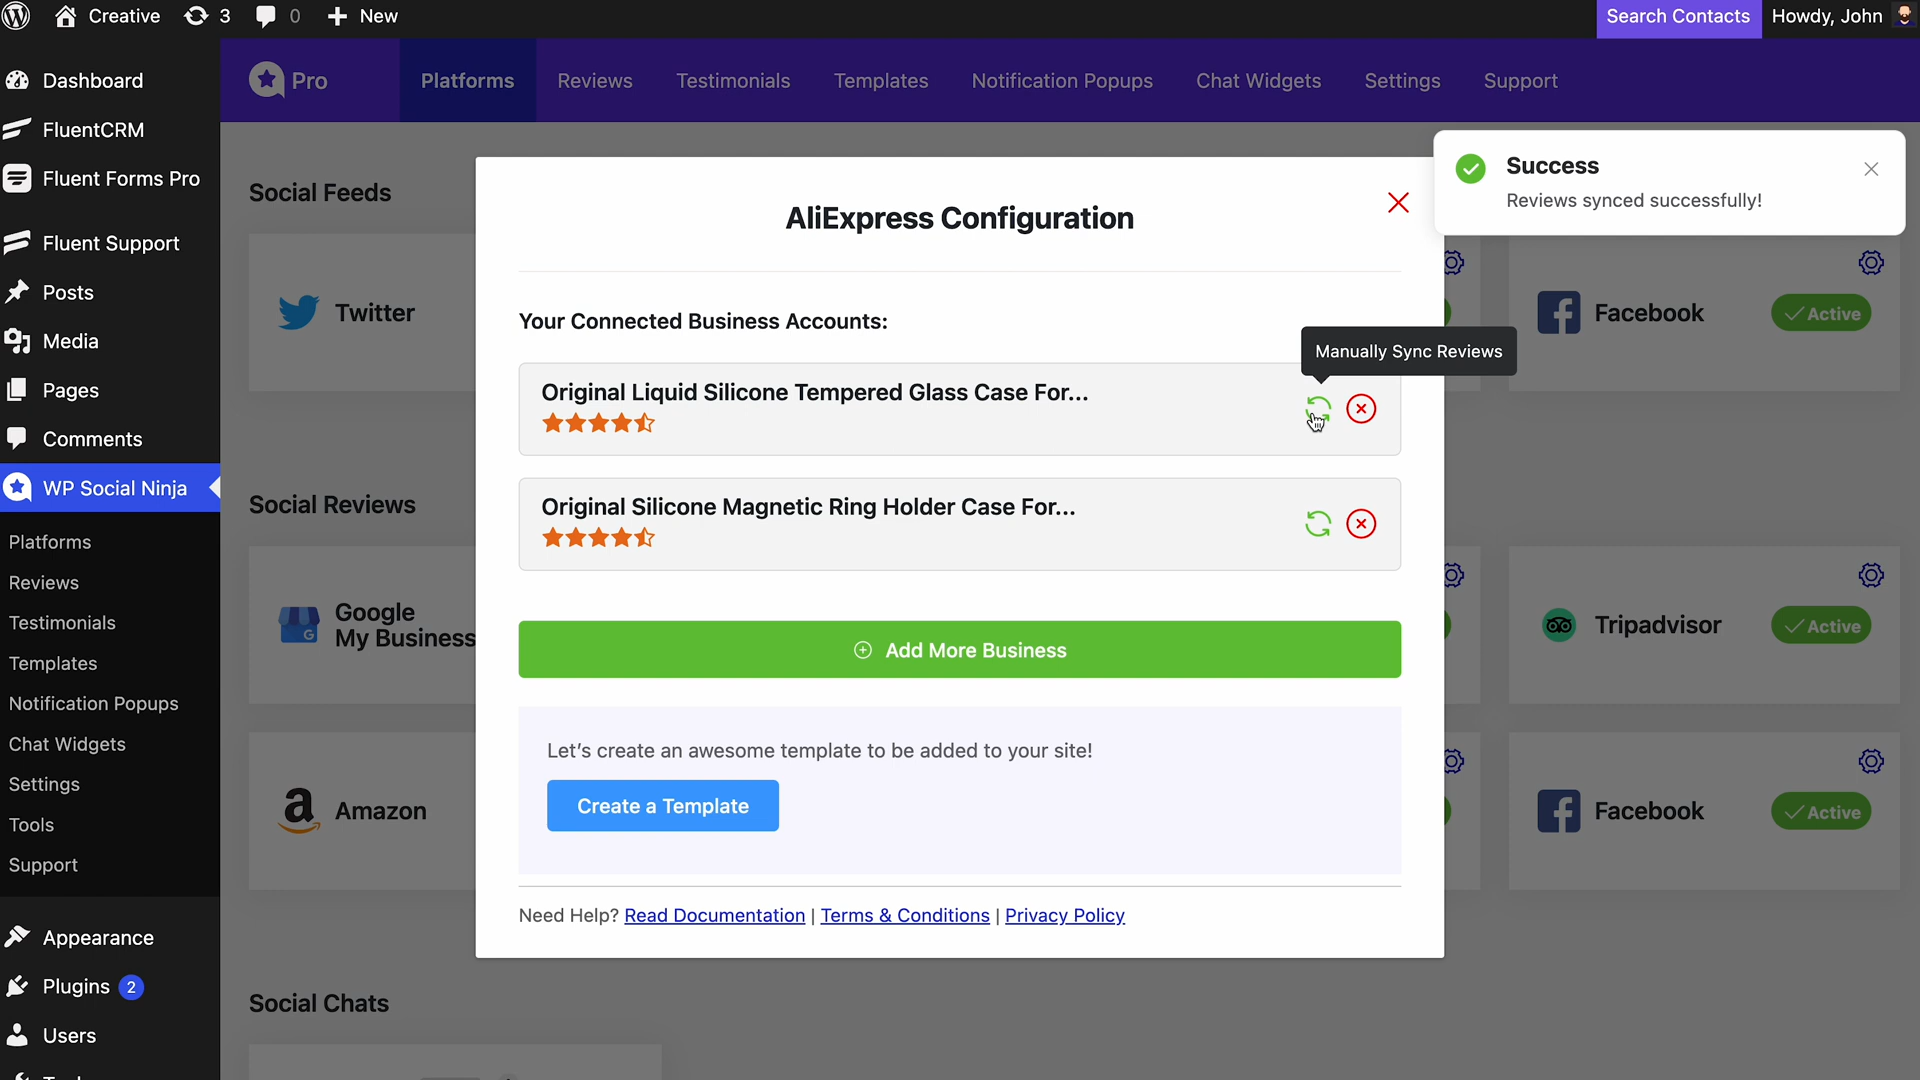 Creative
3
0
New
Search Contacts
Howdy, John
Dashboard
FluentCRM
Fluent Forms Pro
Fluent Support
Posts
Media
Pages
Comments
WP Social Ninja
Platforms
Reviews
Testimonials
Templates
Notification Popups
Chat Widgets
Settings
Tools
Support
Appearance
Plugins 2
Users
Pro
Platforms
Reviews
Testimonials
Templates
Notification Popups
Chat Widgets
Settings
Support
Social Feeds
Twitter
Facebook
Active
Social Reviews
Google
My Business
Tripadvisor
Active
Amazon
Facebook
Active
Social Chats
AliExpress Configuration
Your Connected Business Accounts:
Manually Sync Reviews
Original Liquid Silicone Tempered Glass Case For...
Original Silicone Magnetic Ring Holder Case For...
Add More Business
Let's create an awesome template to be added to your site!
Create a Template
Need Help? Read Documentation | Terms & Conditions | Privacy Policy
Success
Reviews synced successfully!